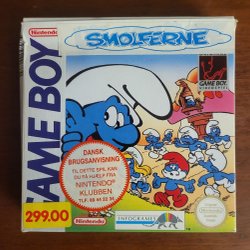 Nintendo
GAME BOY
SMØLFERNE
GAME BOY
DANSK
BRUGSANVISNING
TIL DETTE SPIL KAN
DU FÅ HJÆLP FRA
NINTENDO
KLUBBEN
299,00
Nintendo
INFOGRAMES